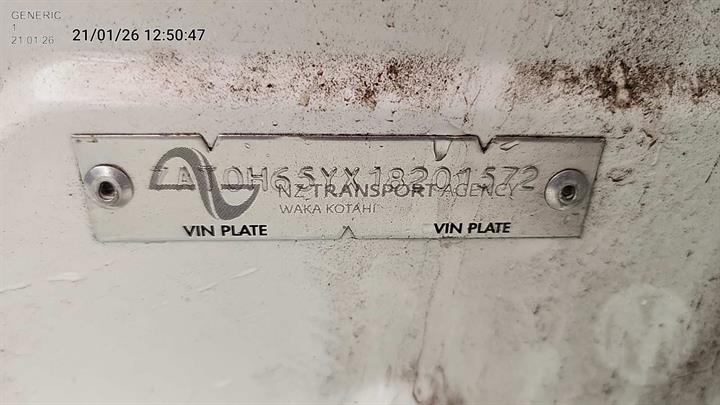 GENERIC
1
21.01.26
21/01/26 12:50:47
7AT0H65YX18201572
NZ TRANSPORT AGENCY
WAKA KOTAHI
VIN PLATE VIN PLATE